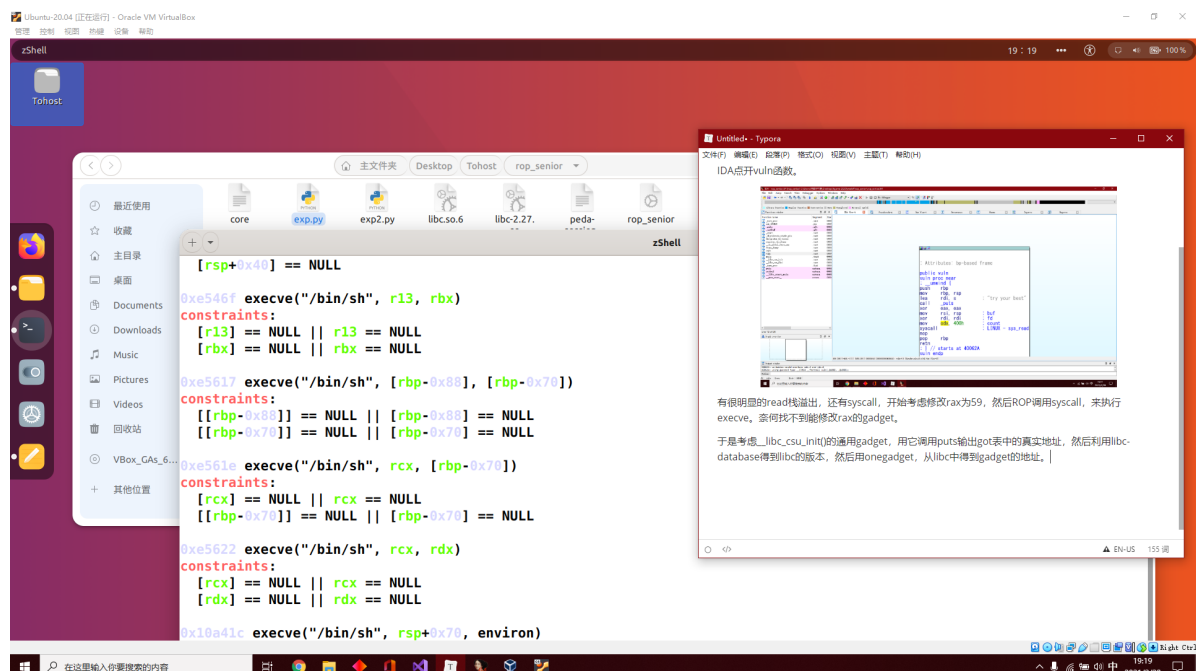 Ubuntu-20.04 [正在运行] - Oracle VM VirtualBox
管理 控制 视图 热键 设备 帮助
zShell
19：19
100 %
Tohost
主文件夹 Desktop Tohost rop_senior
最近使用
收藏
主目录
桌面
Documents
Downloads
Music
Pictures
Videos
回收站
VBox_GAs_6...
其他位置
core
exp.py
exp2.py
libc.so.6
libc-2.27.
peda-
rop_senior
zShell
[rsp+0x40] == NULL
0xe546f execve("/bin/sh", r13, rbx)
constraints:
[r13] == NULL || r13 == NULL
[rbx] == NULL || rbx == NULL
0xe5617 execve("/bin/sh", [rbp-0x88], [rbp-0x70])
constraints:
[[rbp-0x88]] == NULL || [rbp-0x88] == NULL
[[rbp-0x70]] == NULL || [rbp-0x70] == NULL
0xe561e execve("/bin/sh", rcx, [rbp-0x70])
constraints:
[rcx] == NULL || rcx == NULL
[[rbp-0x70]] == NULL || [rbp-0x70] == NULL
0xe5622 execve("/bin/sh", rcx, rdx)
constraints:
[rcx] == NULL || rcx == NULL
[rdx] == NULL || rdx == NULL
0x10a41c execve("/bin/sh", rsp+0x70, environ)
Untitled• - Typora
文件(F) 编辑(E) 段落(P) 格式(O) 视图(V) 主题(T) 帮助(H)
IDA点开vuln函数。
有很明显的read栈溢出，还有syscall，开始考虑修改rax为59，然后ROP调用syscall，来执行
execve。奈何找不到能修改rax的gadget。
于是考虑__libc_csu_init()的通用gadget，用它调用puts输出got表中的真实地址，然后利用libc-
database得到libc的版本，然后用onegadget，从libc中得到gadget的地址。
EN-US 155 词
Right Ctrl
在这里输入你要搜索的内容
中
19:19